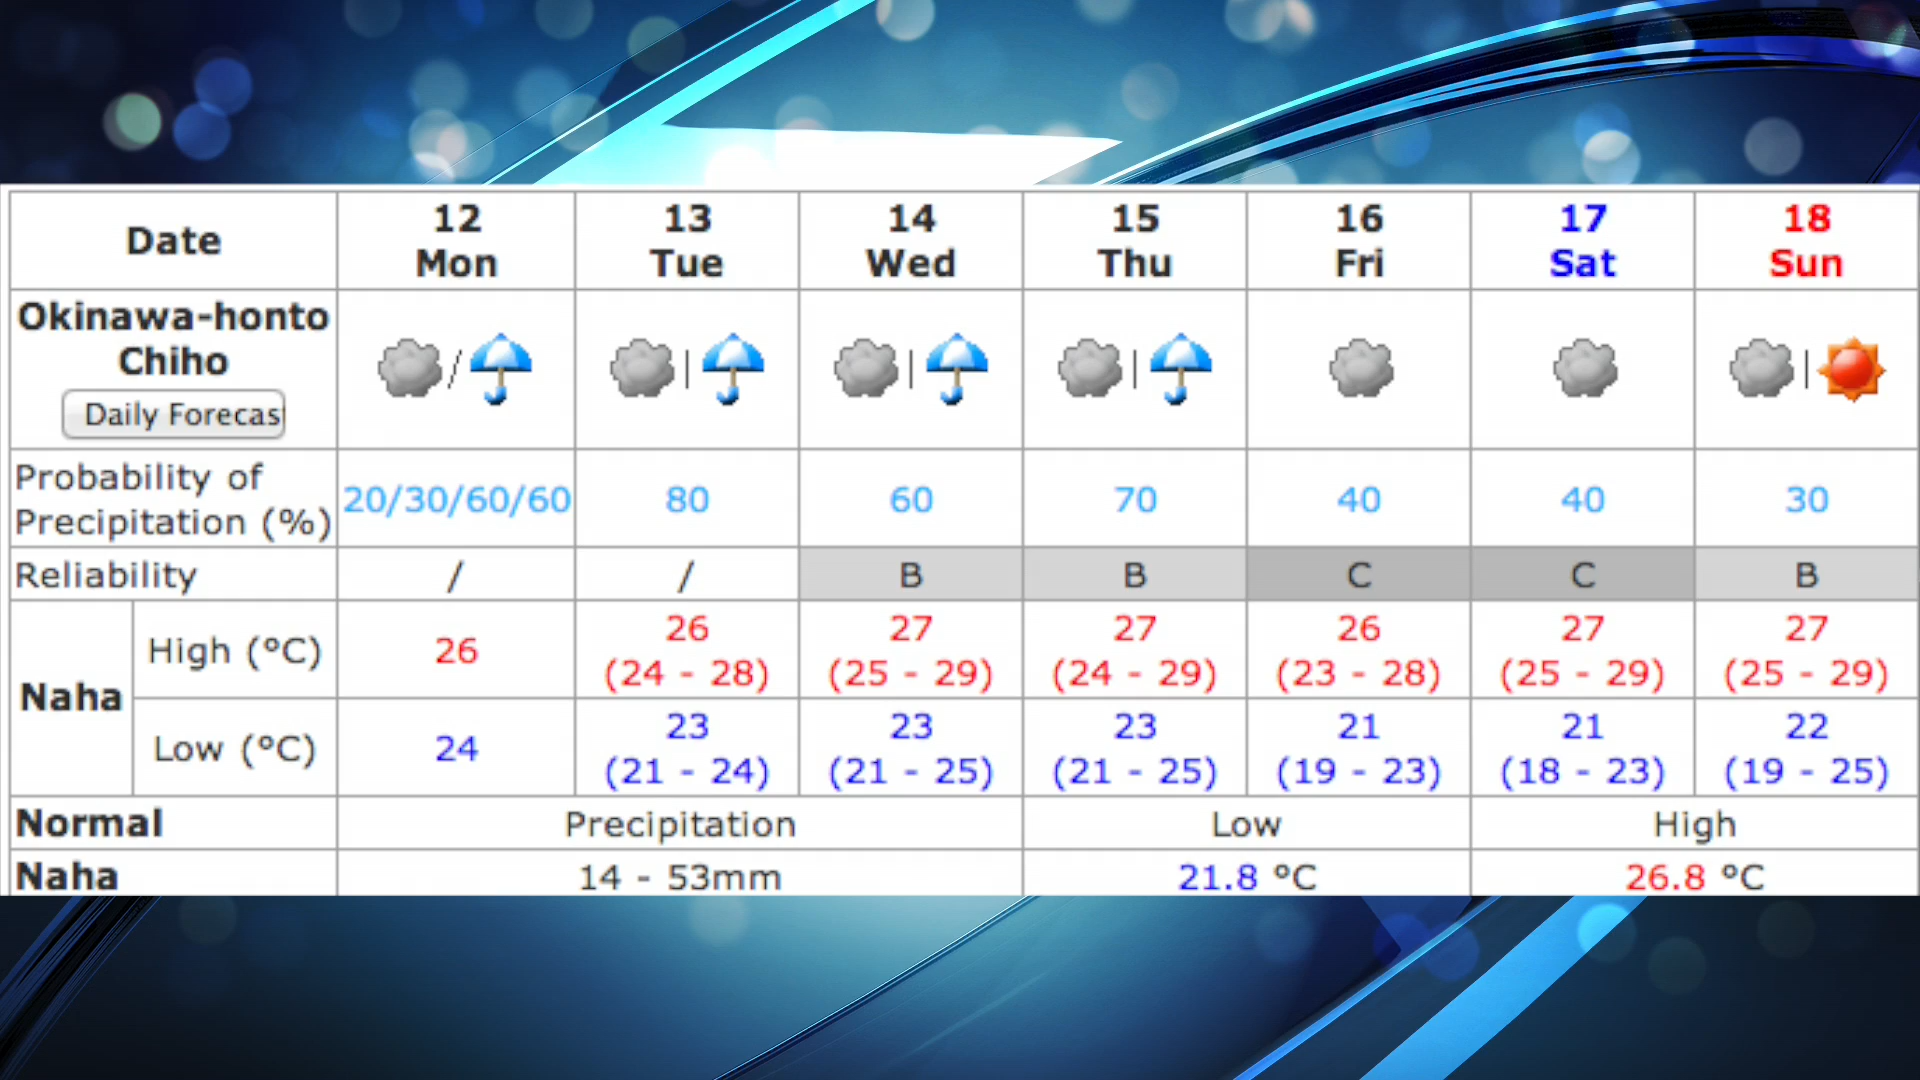 Date
12 Mon
13 Tue
14 Wed
15 Thu
16 Fri
17 Sat
18 Sun
Okinawa-honto
Chiho
Daily Forecas
/
|
|
|
|
Probability of
Precipitation (%)
20/30/60/60
80
60
70
40
40
30
Reliability
/
/
B
B
C
C
B
Naha
High (°C)
26
26
(24 - 28)
27
(25 - 29)
27
(24 - 29)
26
(23 - 28)
27
(25 - 29)
27
(25 - 29)
Low (°C)
24
23
(21 - 24)
23
(21 - 25)
23
(21 - 25)
21
(19 - 23)
21
(18 - 23)
22
(19 - 25)
Normal
Precipitation
Low
High
Naha
14 - 53mm
21.8 °C
26.8 °C